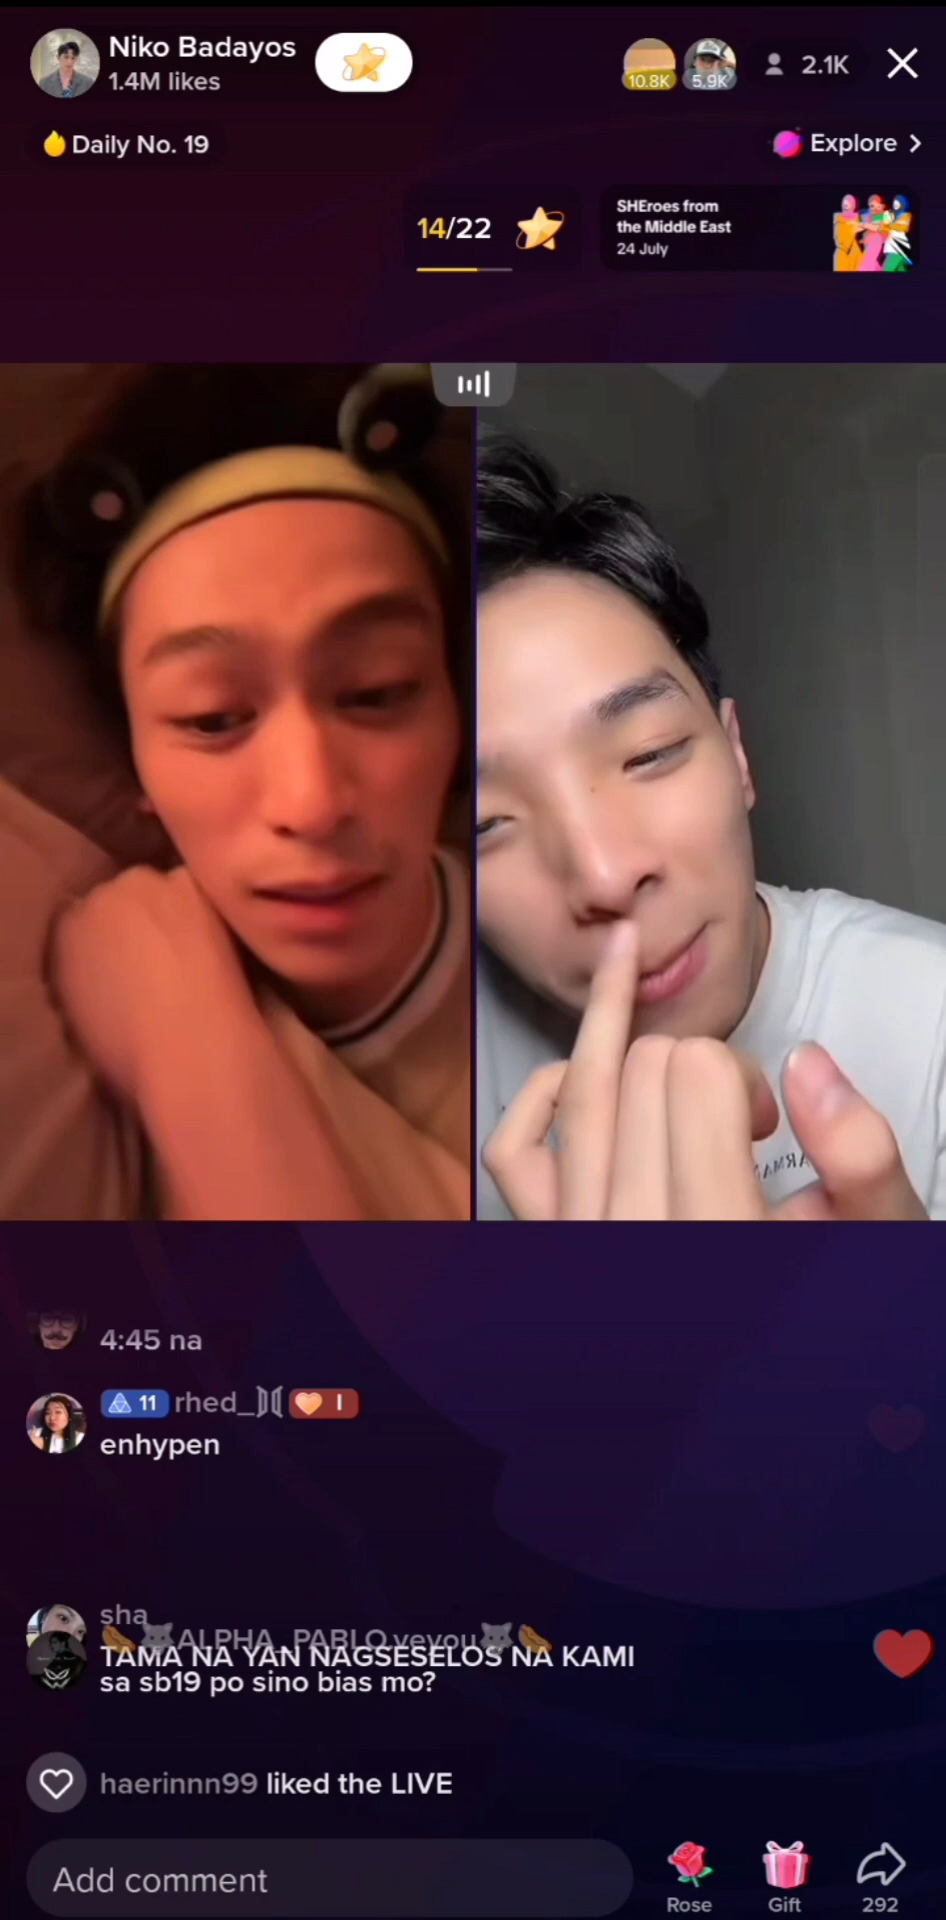 Niko Badayos
1.4M likes
10.8K
5.9K
2.1K
Daily No. 19
Explore >
14/22
SHEroes from
the Middle East
24 July
4:45 na
11 rhed_ I
enhypen
sha
ALPHA_PABLO.veyou
TAMA NA YAN NAGSESELOS NA KAMI
sa sb19 po sino bias mo?
haerinnn99 liked the LIVE
Add comment
Rose
Gift
292